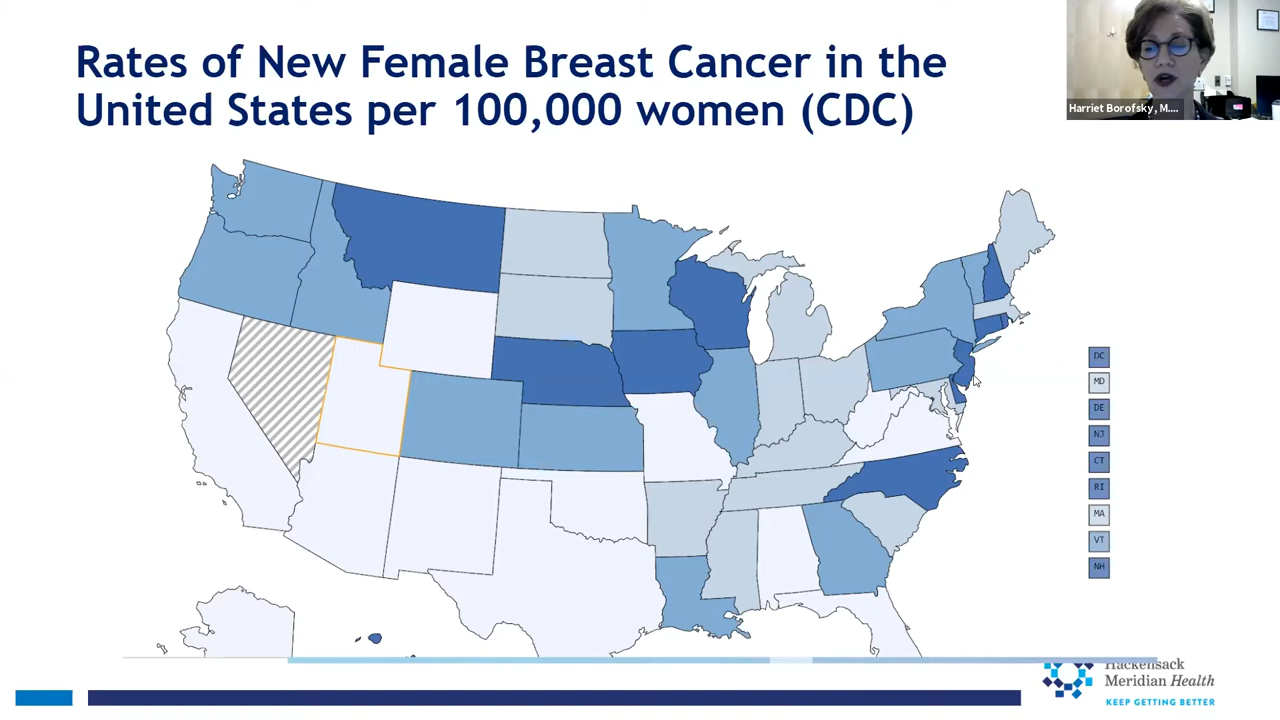 Rates of New Female Breast Cancer in the
United States per 100,000 women (CDC)
Harriet Borofsky, M....
DC
MD
DE
NJ
CT
RI
MA
VT
NH
Hackensack
Meridian Health
KEEP GETTING BETTER